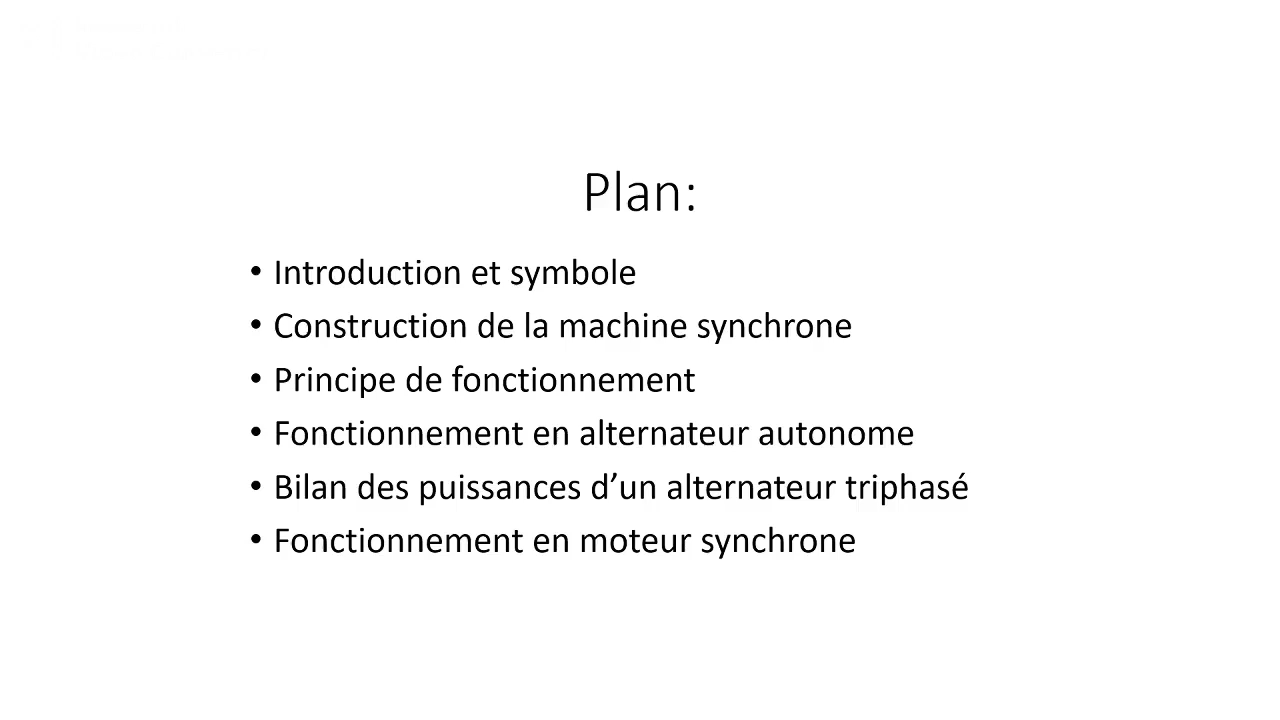 Plan:
• Introduction et symbole
• Construction de la machine synchrone
• Principe de fonctionnement
• Fonctionnement en alternateur autonome
• Bilan des puissances d’un alternateur triphasé
• Fonctionnement en moteur synchrone